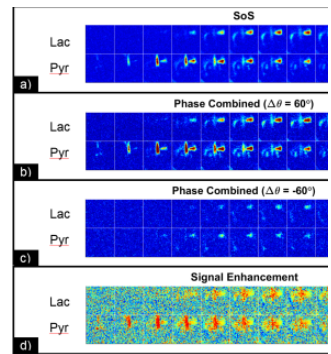 SoS
Lac
Pyr
a)
Phase Combined (Δθ = 60°)
Lac
Pyr
b)
Phase Combined (Δθ = -60°)
Lac
Pyr
c)
Signal Enhancement
Lac
Pyr
d)